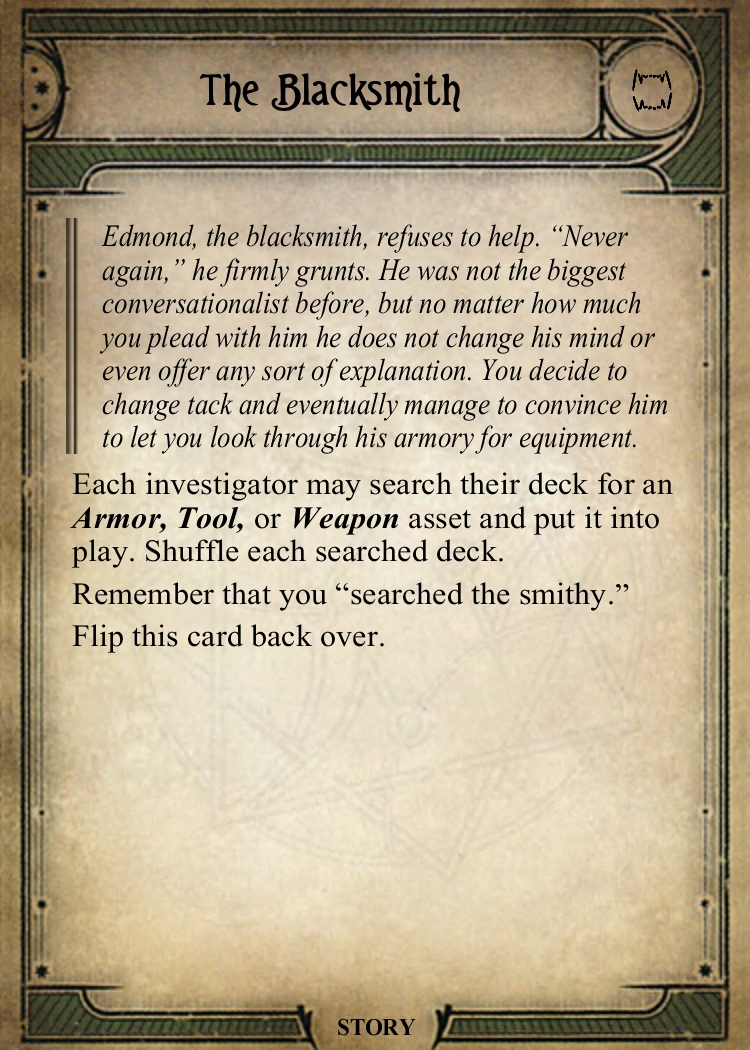 The Blacksmith
Edmond, the blacksmith, refuses to help. “Never
again,” he firmly grunts. He was not the biggest
conversationalist before, but no matter how much
you plead with him he does not change his mind or
even offer any sort of explanation. You decide to
change tack and eventually manage to convince him
to let you look through his armory for equipment.
Each investigator may search their deck for an
Armor, Tool, or Weapon asset and put it into
play. Shuffle each searched deck.
Remember that you “searched the smithy.”
Flip this card back over.
STORY